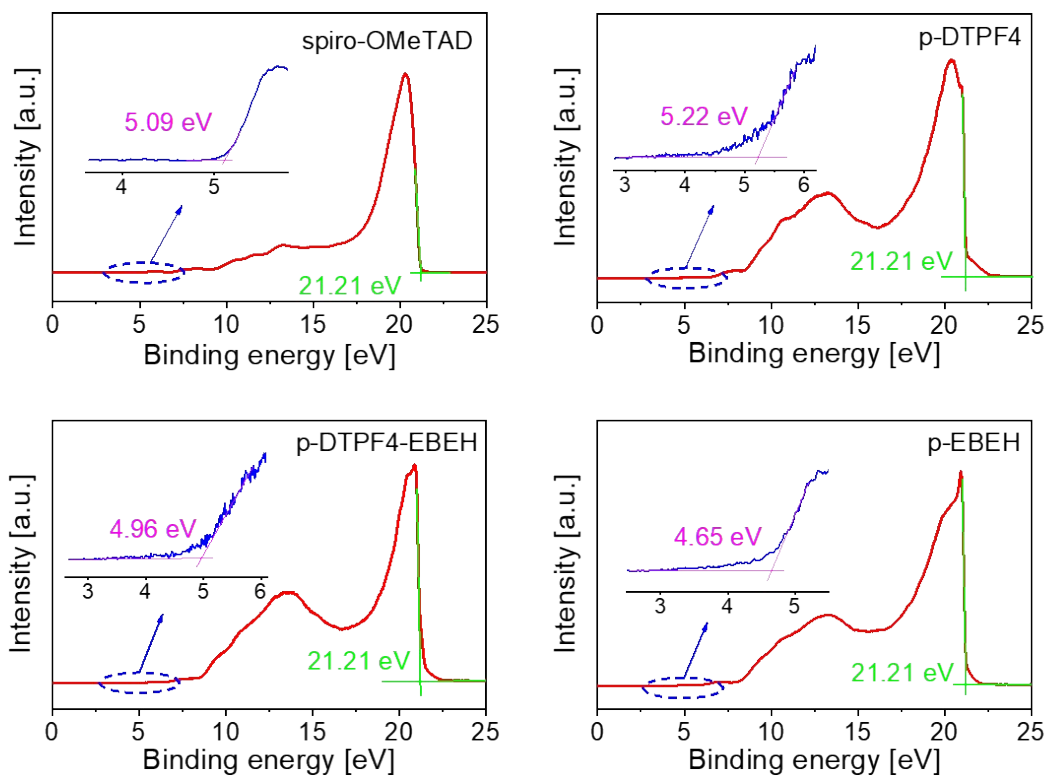 spiro-OMeTAD
Intensity [a.u.]
5.09 eV
4 5
21.21 eV
0 5 10 15 20 25
Binding energy [eV]
p-DTPF4
Intensity [a.u.]
5.22 eV
3 4 5 6
21.21 eV
0 5 10 15 20 25
Binding energy [eV]
p-DTPF4-EBEH
Intensity [a.u.]
4.96 eV
3 4 5 6
21.21 eV
0 5 10 15 20 25
Binding energy [eV]
p-EBEH
Intensity [a.u.]
4.65 eV
3 4 5
21.21 eV
0 5 10 15 20 25
Binding energy [eV]